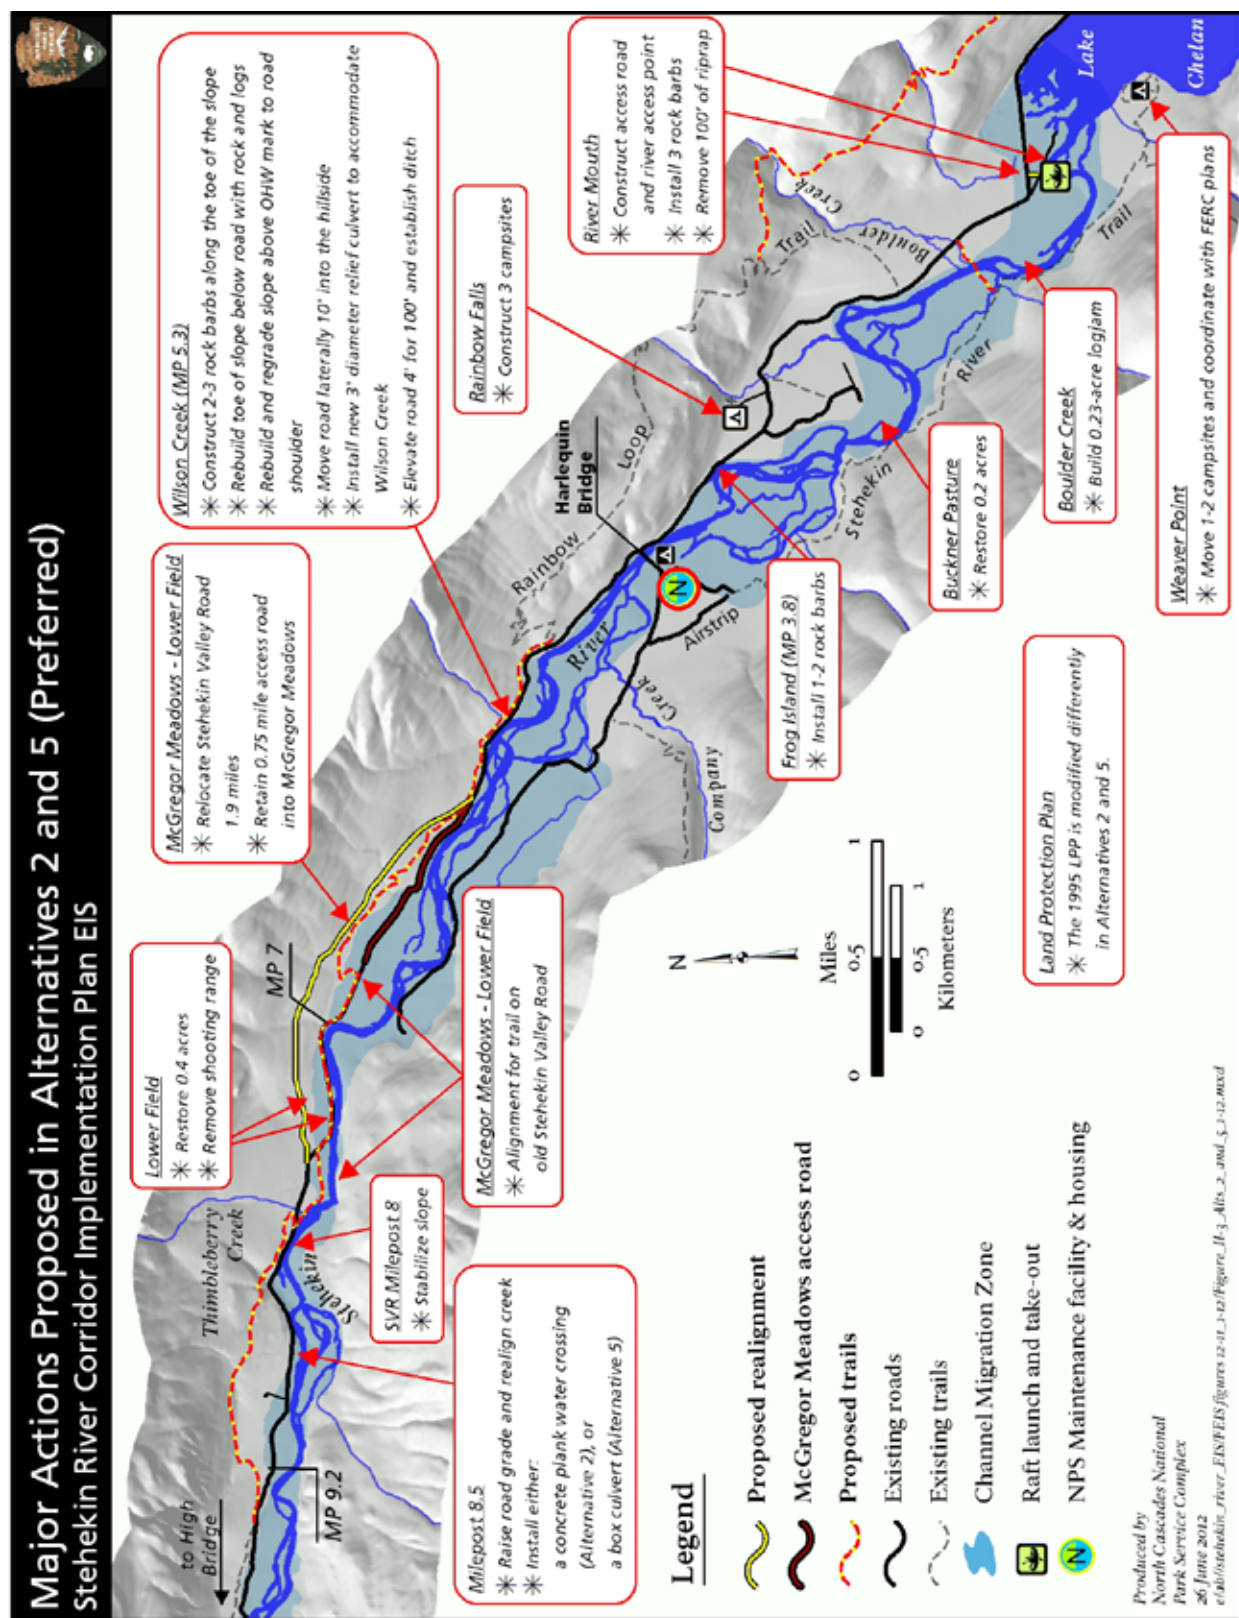 Major Actions Proposed in Alternatives 2 and 5 (Preferred)
Stehekin River Corridor Implementation Plan EIS
to High
Bridge
MP 9.2
Thimbleberry
Creek
Stehekin
Milepost 8.5
✳ Raise road grade and realign creek
✳ Install either:
a concrete plank water crossing
(Alternative 2), or
a box culvert (Alternative 5)
SVR Milepost 8
✳ Stabilize slope
Lower Field
✳ Restore 0.4 acres
✳ Remove shooting range
MP 7
McGregor Meadows - Lower Field
✳ Alignment for trail on
old Stehekin Valley Road
McGregor Meadows - Lower Field
✳ Relocate Stehekin Valley Road
1.9 miles
✳ Retain 0.75 mile access road
into McGregor Meadows
Wilson Creek (MP 5.3)
✳ Construct 2-3 rock barbs along the toe of the slope
✳ Rebuild toe of slope below road with rock and logs
✳ Rebuild and regrade slope above OHW mark to road
shoulder
✳ Move road laterally 10' into the hillside
✳ Install new 3' diameter relief culvert to accommodate
Wilson Creek
✳ Elevate road 4' for 100' and establish ditch
River
Company
Creek
Airstrip
Rainbow
Loop
Harlequin
Bridge
N
Rainbow Falls
✳ Construct 3 campsites
Trail
Boulder
Creek
River Mouth
✳ Construct access road
and river access point
✳ Install 3 rock barbs
✳ Remove 100' of riprap
Lake
Chelan
Stehekin
River
Trail
Frog Island (MP 3.8)
✳ Install 1-2 rock barbs
Buckner Pasture
✳ Restore 0.2 acres
Boulder Creek
✳ Build 0.23-acre logjam
Weaver Point
✳ Move 1-2 campsites and coordinate with FERC plans
Land Protection Plan
✳ The 1995 LPP is modified differently
in Alternatives 2 and 5.
N
Miles
0 0.5 1
0 0.5 1
Kilometers
Legend
Proposed realignment
McGregor Meadows access road
Proposed trails
Existing roads
Existing trails
Channel Migration Zone
Raft launch and take-out
N NPS Maintenance facility & housing
Produced by
North Cascades National
Park Service Complex
26 June 2012